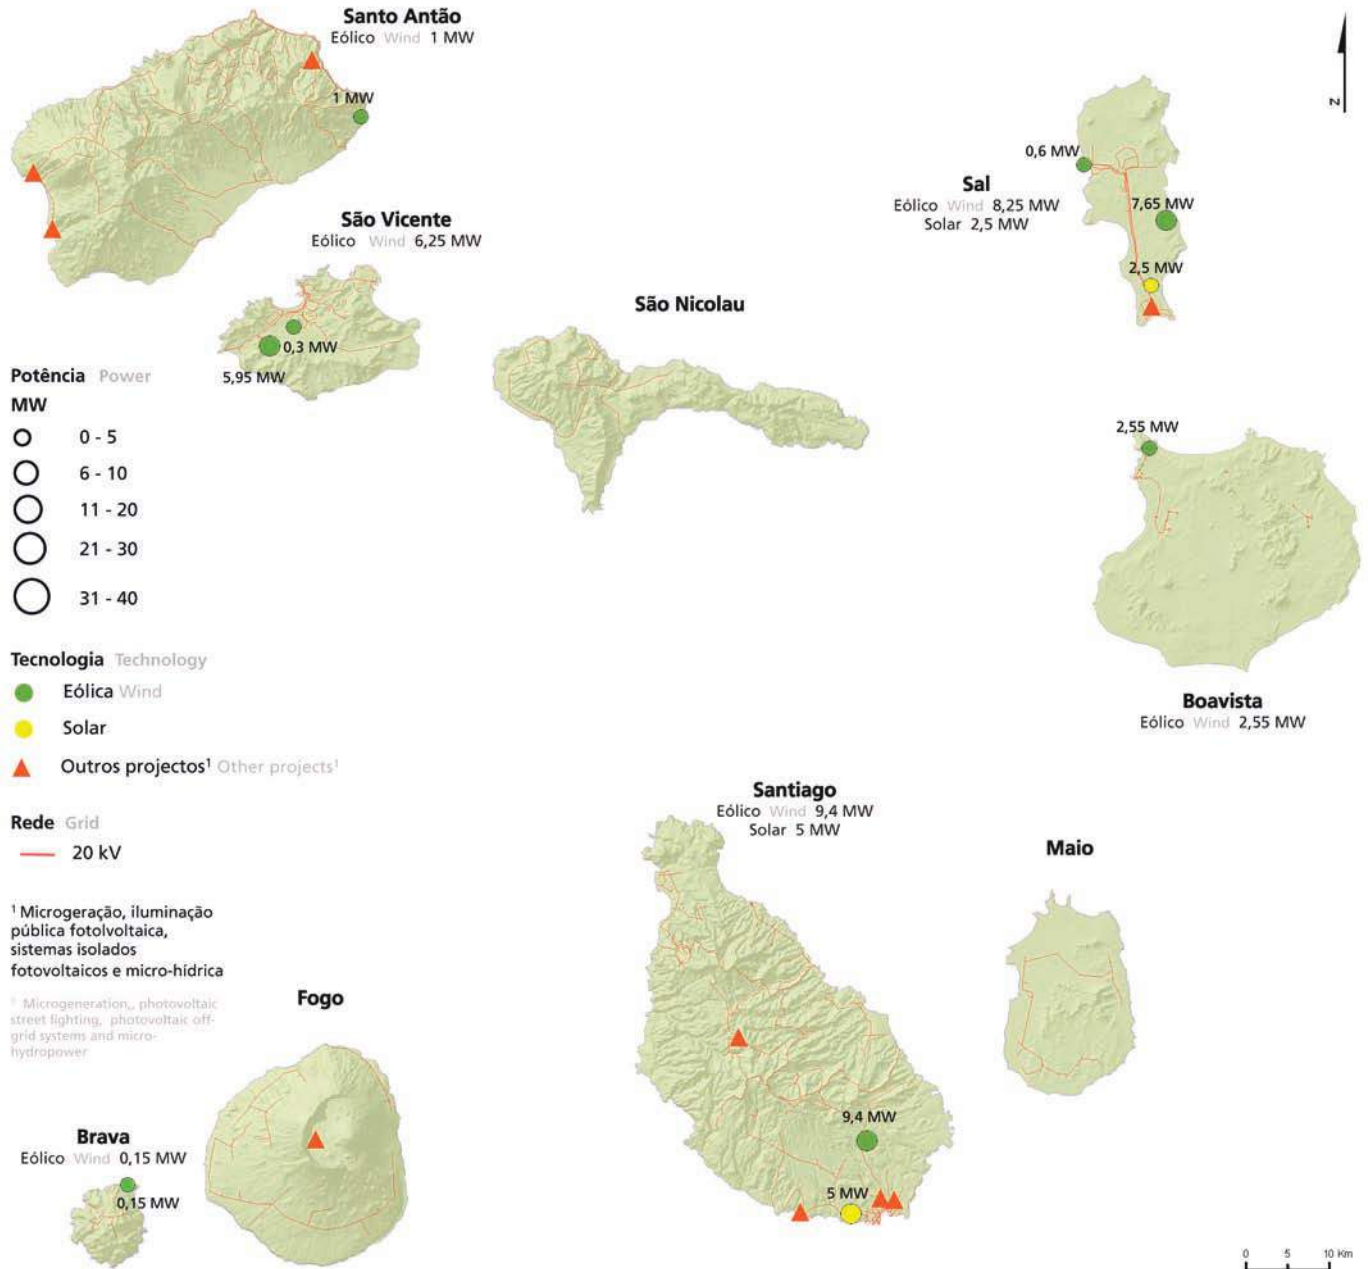 Santo Antão
Eólico Wind 1 MW
1 MW
N
0,6 MW
Sal
Eólico Wind 8,25 MW
Solar 2,5 MW
7,65 MW
2,5 MW
São Vicente
Eólico Wind 6,25 MW
0,3 MW
5,95 MW
São Nicolau
Potência Power
MW
0 - 5
6 - 10
11 - 20
21 - 30
31 - 40
2,55 MW
Boavista
Eólico Wind 2,55 MW
Tecnologia Technology
Eólica Wind
Solar
Outros projectos¹ Other projects¹
Rede Grid
20 kV
¹ Microgeração, iluminação
pública fotolvoltaica,
sistemas isolados
fotovoltaicos e micro-hídrica
¹ Microgeneration,, photovoltaic
street lighting, photovoltaic off-
grid systems and micro-
hydropower
Santiago
Eólico Wind 9,4 MW
Solar 5 MW
9,4 MW
5 MW
Maio
Fogo
Brava
Eólico Wind 0,15 MW
0,15 MW
0 5 10 Km